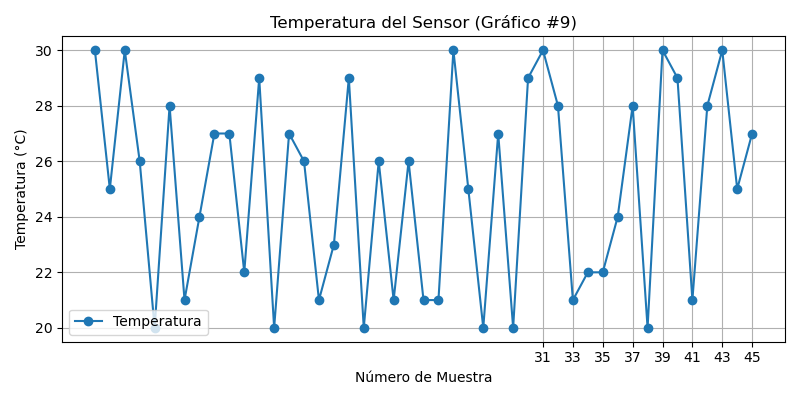 Temperatura del Sensor (Gráfico #9)
30
28
26
24
22
20
Temperatura (°C)
Temperatura
31 33 35 37 39 41 43 45
Número de Muestra